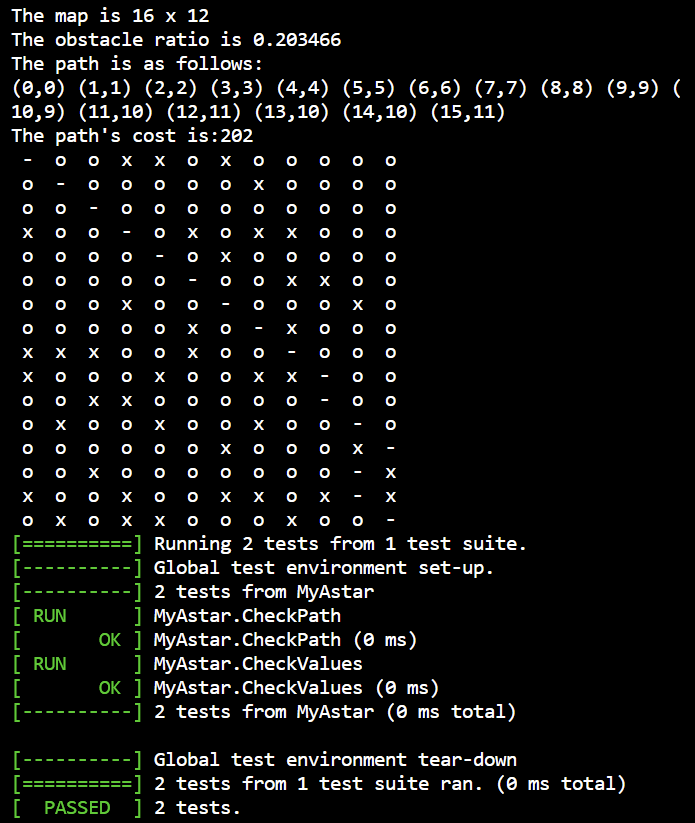 The map is 16 x 12
The obstacle ratio is 0.203466
The path is as follows:
(0,0) (1,1) (2,2) (3,3) (4,4) (5,5) (6,6) (7,7) (8,8) (9,9) (
10,9) (11,10) (12,11) (13,10) (14,10) (15,11)
The path's cost is:202
- o o x x o x o o o o o
o - o o o o o x o o o o
o o - o o o o o o o o o
x o o - o x o x x o o o
o o o o - o x o o o o o
o o o o o - o o x x o o
o o o x o o - o o o x o
o o o o o x o - x o o o
x x x o o x o o - o o o
x o o o x o o x x - o o
o o x x o o o o o - o o
o x o o x o o x o o - o
o o o o o o x o o o x -
o o x o o o o o o o - x
x o o x o o x x o x - x
o x o x x o o o x o o -
[==========] Running 2 tests from 1 test suite.
[----------] Global test environment set-up.
[----------] 2 tests from MyAstar
[ RUN      ] MyAstar.CheckPath
[       OK ] MyAstar.CheckPath (0 ms)
[ RUN      ] MyAstar.CheckValues
[       OK ] MyAstar.CheckValues (0 ms)
[----------] 2 tests from MyAstar (0 ms total)
[----------] Global test environment tear-down
[==========] 2 tests from 1 test suite ran. (0 ms total)
[  PASSED  ] 2 tests.